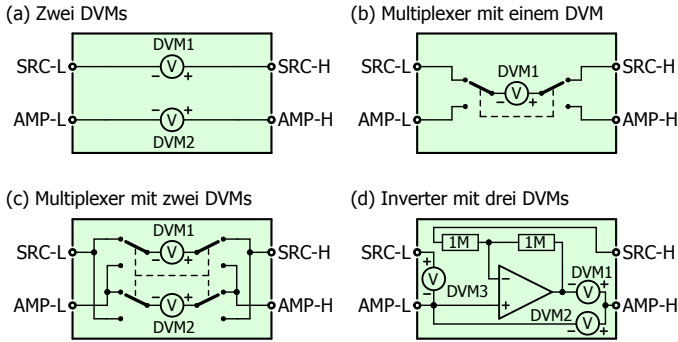 (a) Zwei DVMs
DVM1
SRC-L
V
SRC-H
− +
AMP-L
− +
V
AMP-H
DVM2
(b) Multiplexer mit einem DVM
SRC-L
DVM1
SRC-H
V
− +
AMP-L
AMP-H
(c) Multiplexer mit zwei DVMs
DVM1
SRC-L
V
SRC-H
− +
AMP-L
− +
V
AMP-H
DVM2
(d) Inverter mit drei DVMs
1M
1M
SRC-L
SRC-H
+
V
−
DVM3
−
+
DVM1
− V +
AMP-L
AMP-H
DVM2
−
V
+